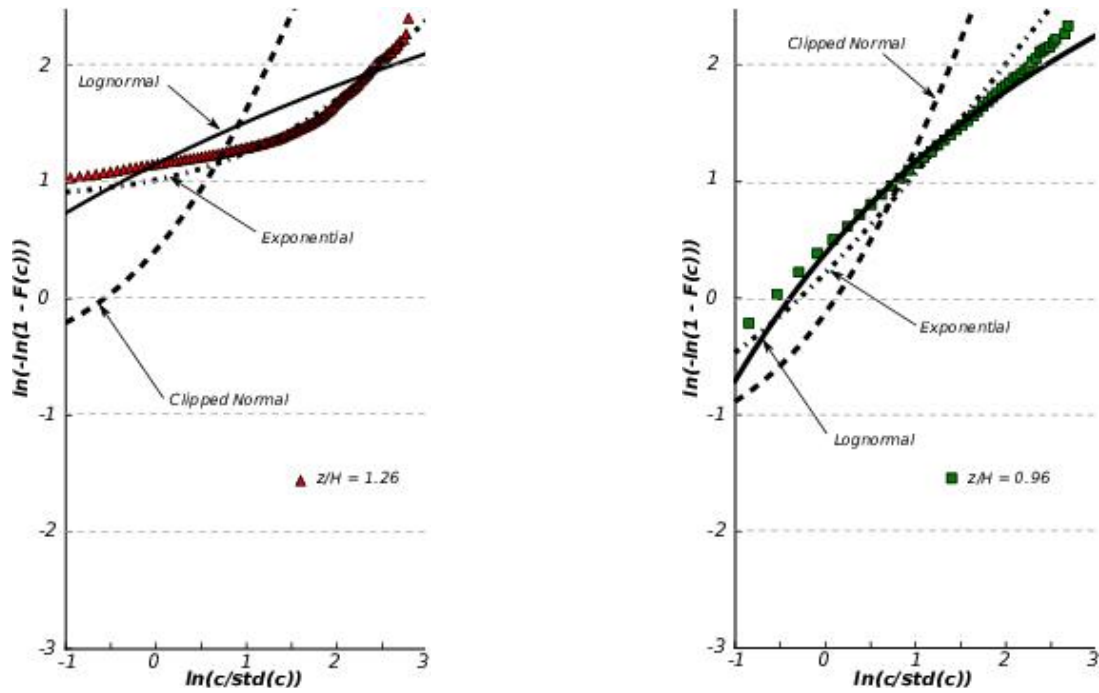 2
Lognormal
1
Exponential
0
Clipped Normal
-1
z/H = 1.26
-2
-3
-1 0 1 2 3
ln(c/std(c))
ln(-ln(1 - F(c)))
Clipped Normal
2
1
0
Exponential
-1
Lognormal
z/H = 0.96
-2
-3
-1 0 1 2 3
ln(c/std(c))
ln(-ln(1 - F(c)))